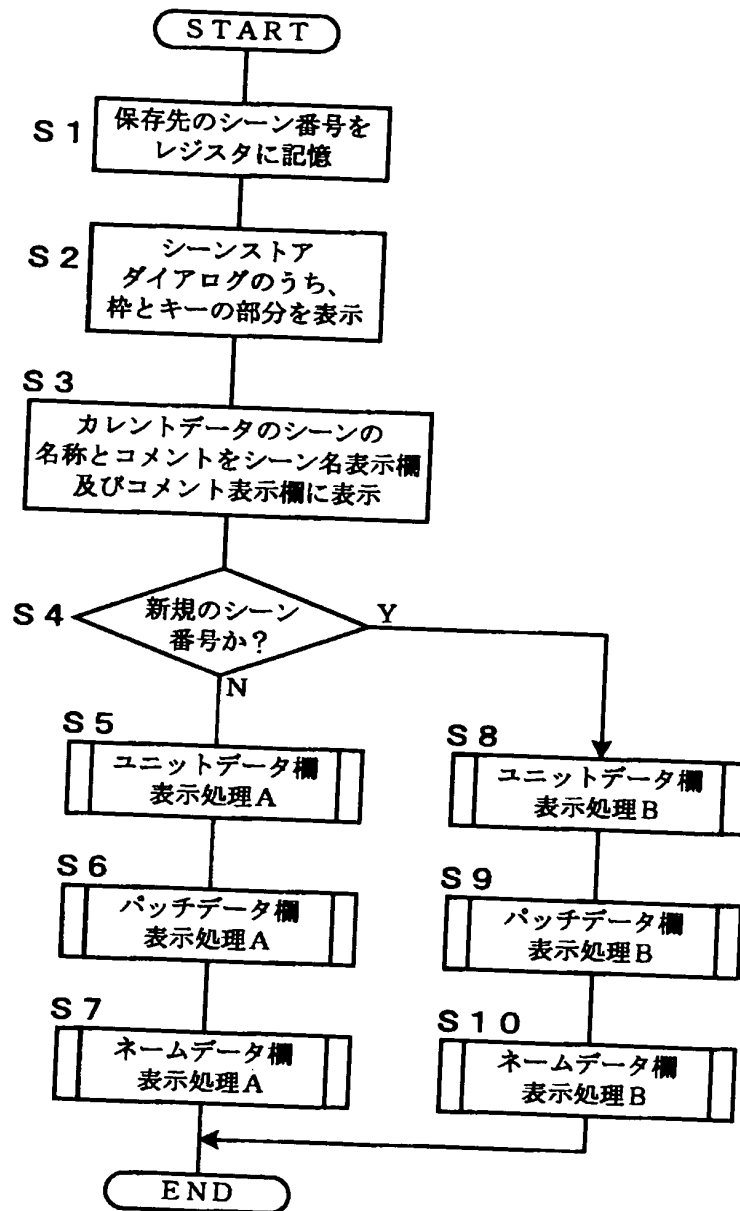 START
S1
保存先のシーン番号を
レジスタに記憶
S2
シーンストア
ダイアログのうち、
枠とキーの部分を表示
S3
カレントデータのシーンの
名称とコメントをシーン名表示欄
及びコメント表示欄に表示
S4
新規のシーン
番号か？
Y
N
S5
ユニットデータ欄
表示処理A
S6
パッチデータ欄
表示処理A
S7
ネームデータ欄
表示処理A
S8
ユニットデータ欄
表示処理B
S9
パッチデータ欄
表示処理B
S10
ネームデータ欄
表示処理B
END